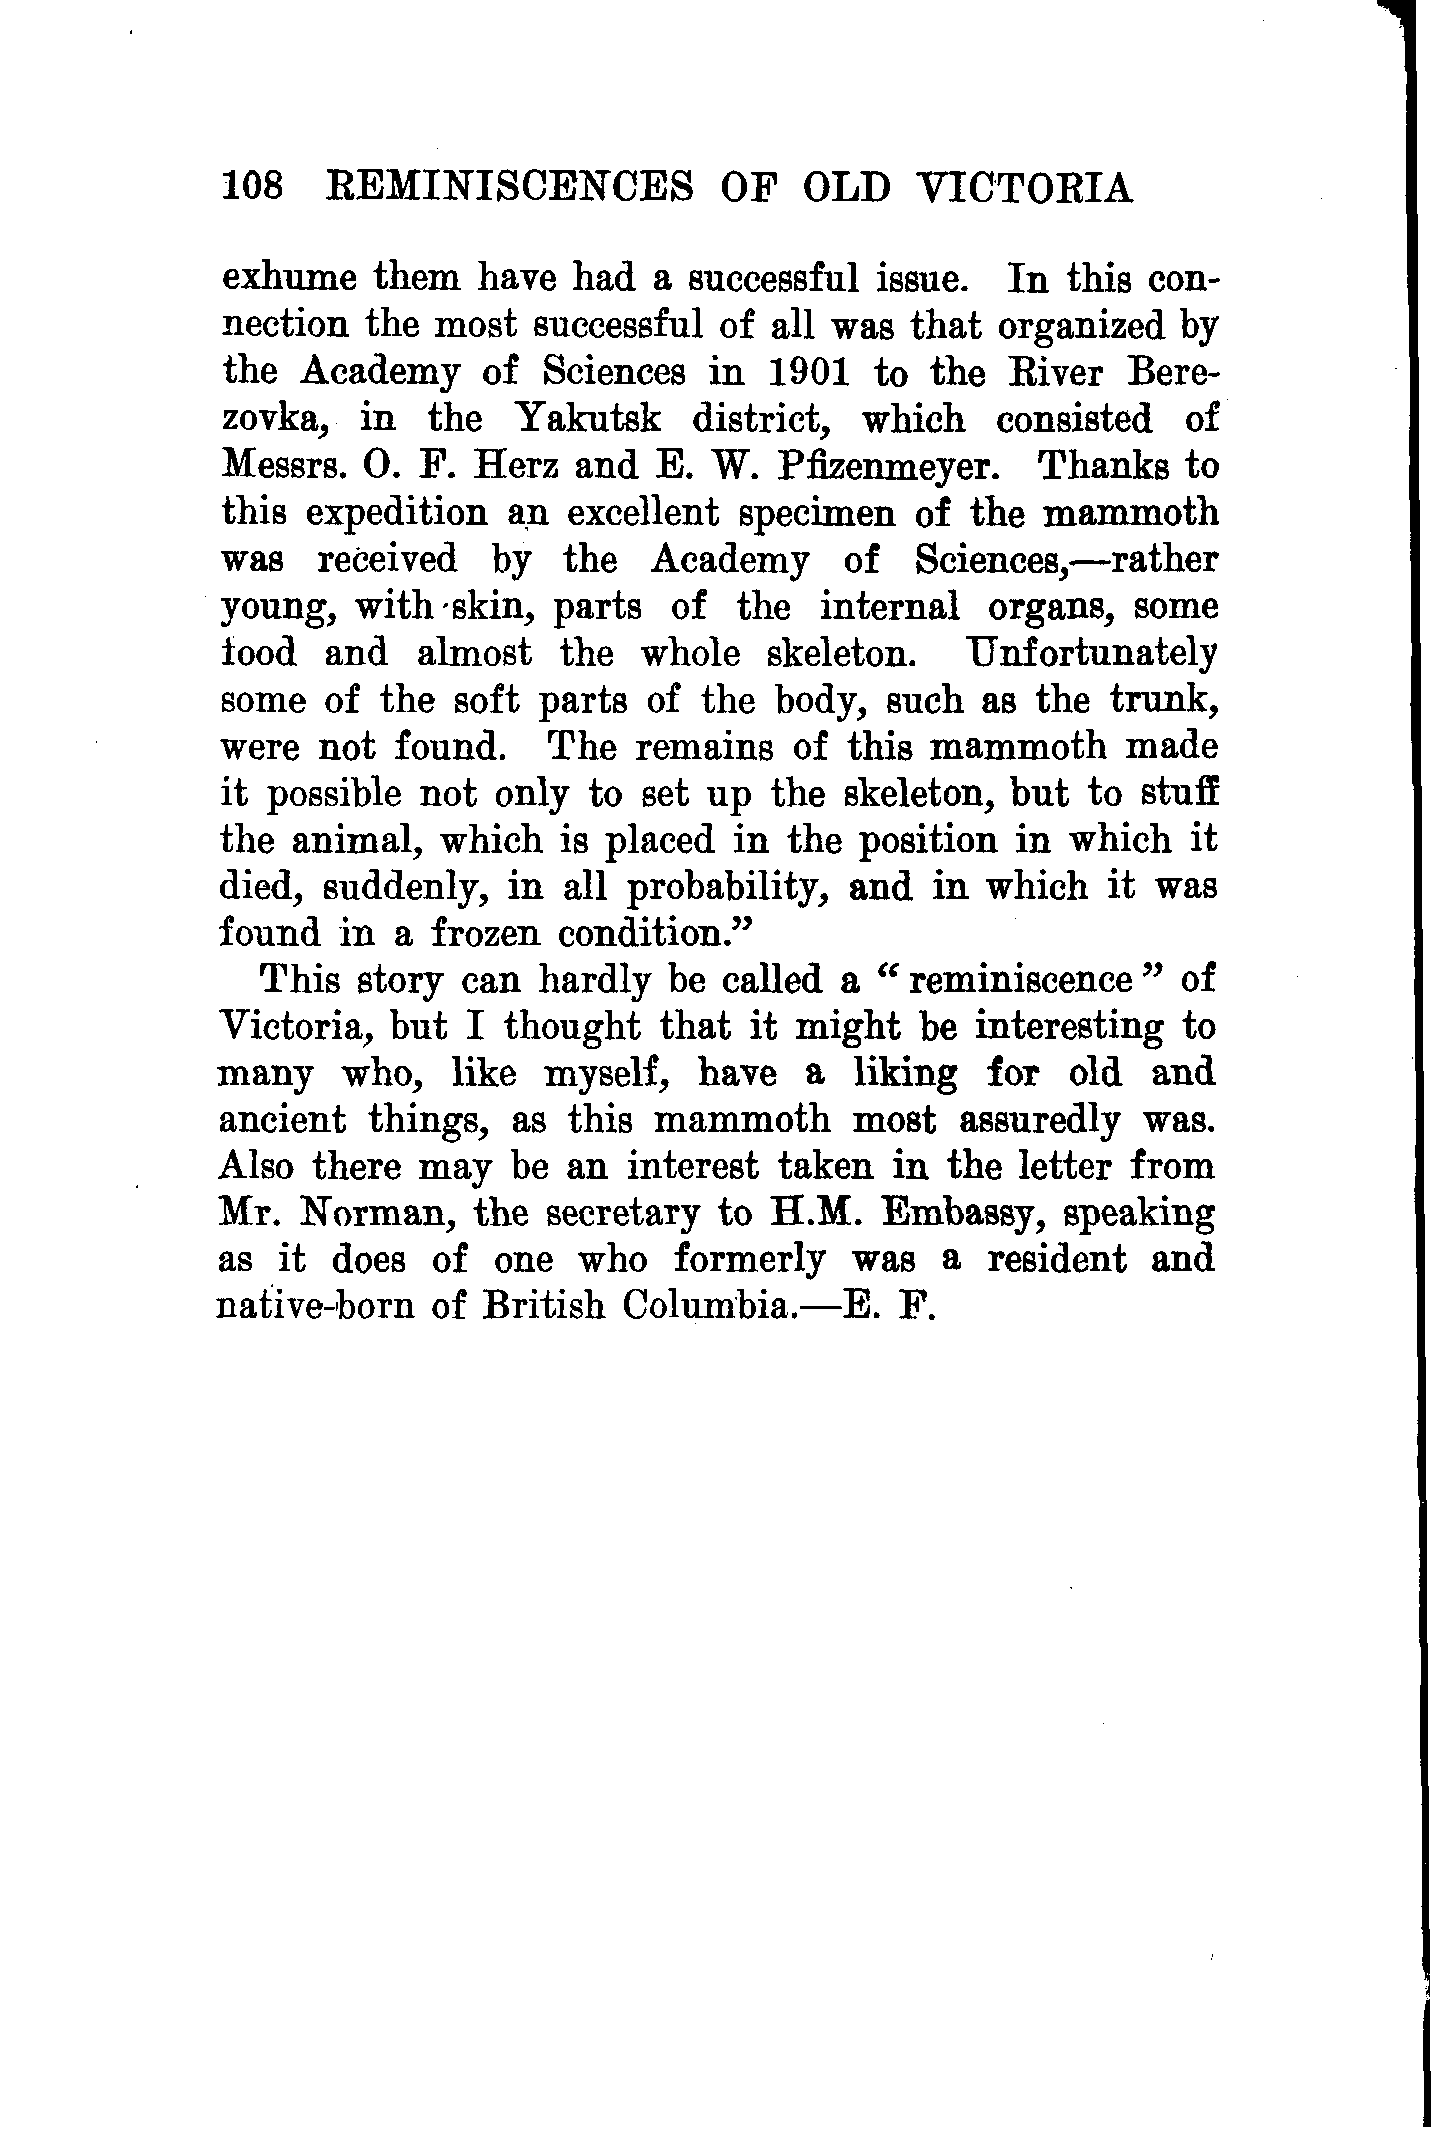 108 REMINISCENCES OF OLD VICTORIA
exhume them have had a successful issue. In this con-
nection the most successful of all was that organized by
the Academy of Sciences in 1901 to the River Bere-
zovka, in the Yakutsk district, which consisted of
Messrs. O. F. Herz and E. W. Pfizenmeyer. Thanks to
this expedition an excellent specimen of the mammoth
was received by the Academy of Sciences,—rather
young, with skin, parts of the internal organs, some
food and almost the whole skeleton. Unfortunately
some of the soft parts of the body, such as the trunk,
were not found. The remains of this mammoth made
it possible not only to set up the skeleton, but to stuff
the animal, which is placed in the position in which it
died, suddenly, in all probability, and in which it was
found in a frozen condition.”
This story can hardly be called a “ reminiscence ” of
Victoria, but I thought that it might be interesting to
many who, like myself, have a liking for old and
ancient things, as this mammoth most assuredly was.
Also there may be an interest taken in the letter from
Mr. Norman, the secretary to H.M. Embassy, speaking
as it does of one who formerly was a resident and
native-born of British Columbia.—E. F.